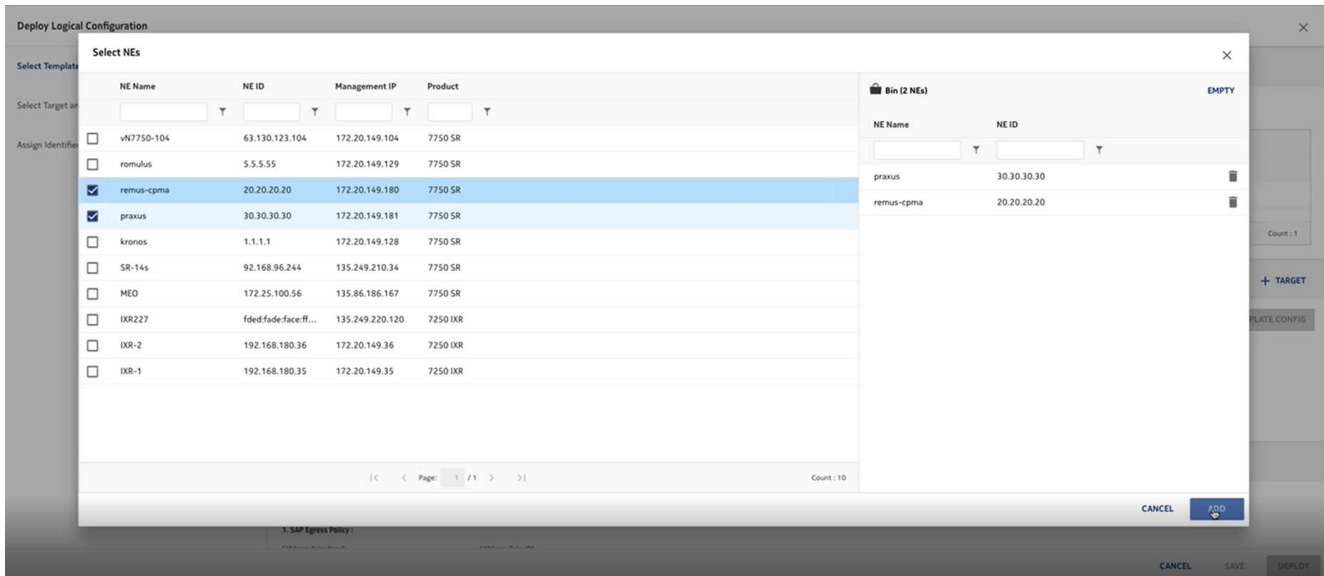 Deploy Logical Configuration
Select NEs
Select Template
Select Target an
Assign Identifie
NE Name NE ID Management IP Product
vN7750-104 63.130.123.104 172.20.149.104 7750 SR
romulus 5.5.5.55 172.20.149.129 7750 SR
remus-cpma 20.20.20.20 172.20.149.180 7750 SR
praxus 30.30.30.30 172.20.149.181 7750 SR
kronos 1.1.1.1 172.20.149.128 7750 SR
SR-14s 92.168.96.244 135.249.210.34 7750 SR
MEO 172.25.100.56 135.86.186.167 7750 SR
IXR227 fded:fade:face:ff... 135.249.220.120 7250 IXR
IXR-2 192.168.180.36 172.20.149.36 7250 IXR
IXR-1 192.168.180.35 172.20.149.35 7250 IXR
Page: 1 / 1
Count : 10
Bin (2 NEs) EMPTY
NE Name NE ID
praxus 30.30.30.30
remus-cpma 20.20.20.20
CANCEL ADD
Count : 1
+ TARGET
PLATE CONFIG
1. SAP Egress Policy :
CANCEL SAVE DEPLOY